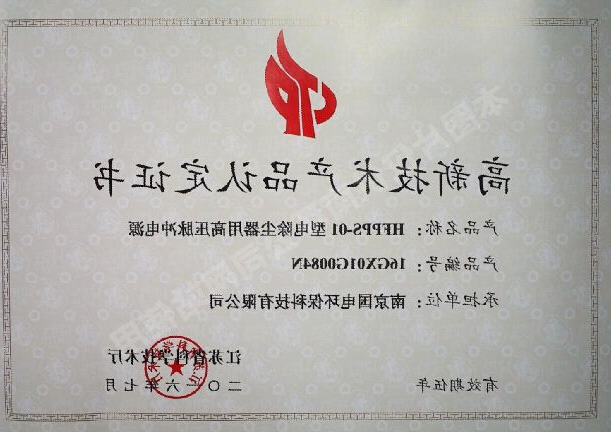 高新技术产品认定证书
产品名称：HFPPS-01 型电除尘器用高压脉冲电源
产品编号：16GX01G0084N
承担单位：南京国电环保科技有限公司
江苏省科学技术厅
有效期伍年
二〇一六年七月